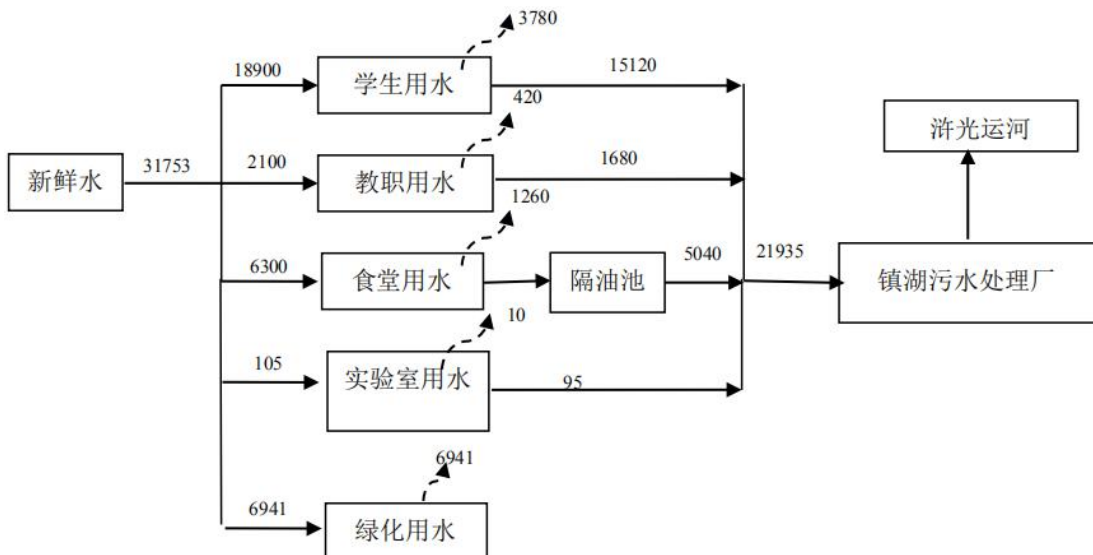 3780
18900
学生用水
15120
420
浒光运河
新鲜水
31753
2100
教职用水
1680
1260
6300
食堂用水
隔油池
5040
21935
镇湖污水处理厂
10
105
实验室用水
95
6941
6941
绿化用水